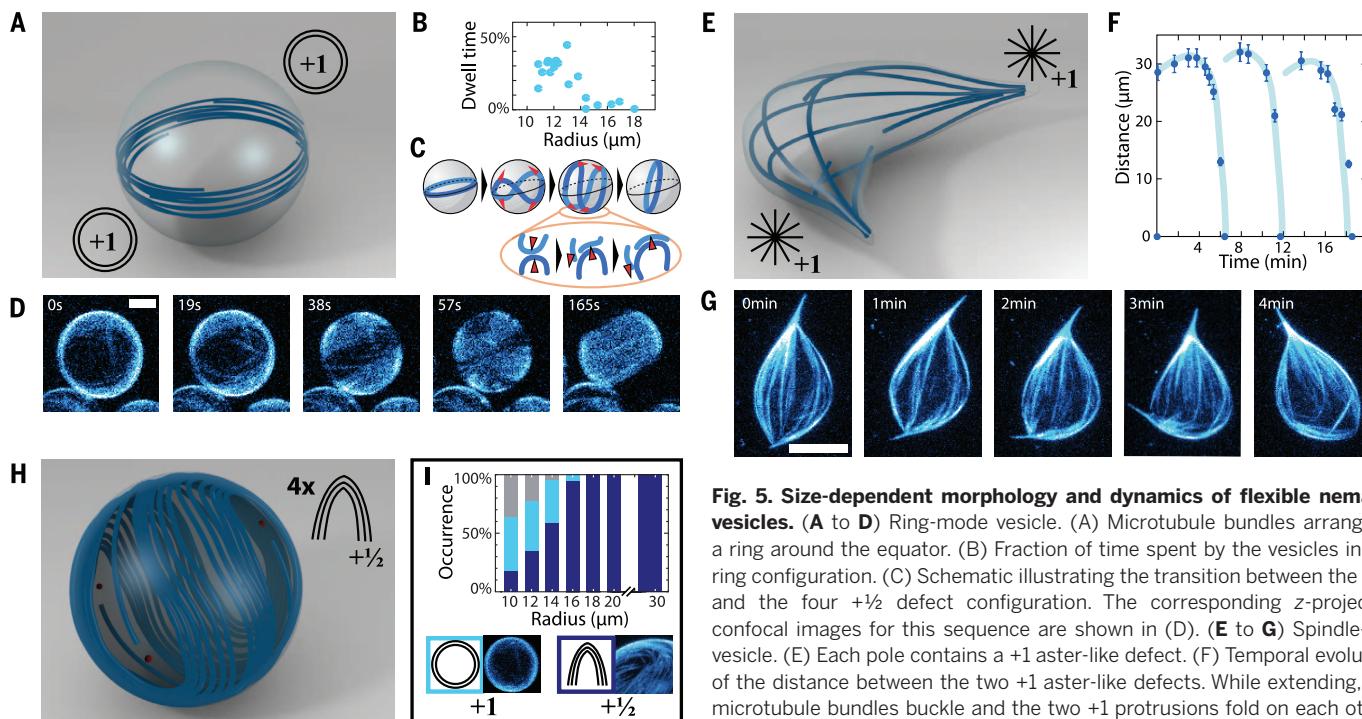 A
+1
+1
B
Dwell time
50%
0%
10 12 14 16 18
Radius (μm)
C
D
0s
19s
38s
57s
165s
E
+1
+1
F
Distance (μm)
30
20
10
0
4 8 12 16
Time (min)
G
0min
1min
2min
3min
4min
H
4x
+½
I
Occurrence
100%
0%
10 12 14 16 18 20 30
Radius (μm)
+1
+½
Fig. 5. Size-dependent morphology and dynamics of flexible nema
vesicles. (A to D) Ring-mode vesicle. (A) Microtubule bundles arrang
a ring around the equator. (B) Fraction of time spent by the vesicles in
ring configuration. (C) Schematic illustrating the transition between the
and the four +½ defect configuration. The corresponding z-projec
confocal images for this sequence are shown in (D). (E to G) Spindle-
vesicle. (E) Each pole contains a +1 aster-like defect. (F) Temporal evolu
of the distance between the two +1 aster-like defects. While extending,
microtubule bundles buckle and the two +1 protrusions fold on each ot